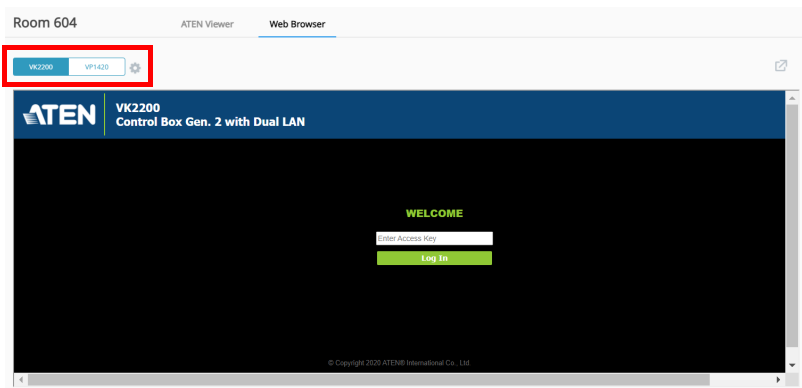 Room 604
ATEN Viewer
Web Browser
VK2200
VP1420
ATEN
VK2200
Control Box Gen. 2 with Dual LAN
WELCOME
Enter Access Key
Log In
© Copyright 2020 ATEN® International Co., Ltd